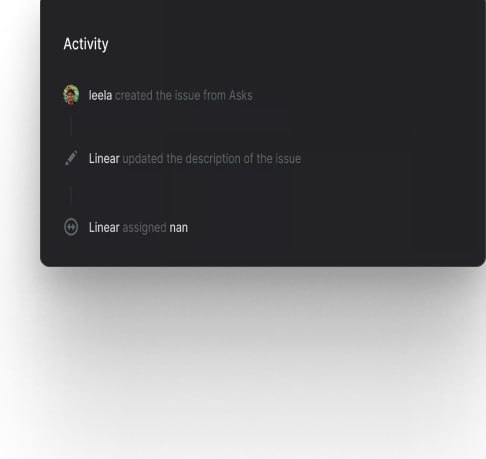 Activity
leela created the issue from Asks
Linear updated the description of the issue
Linear assigned nan